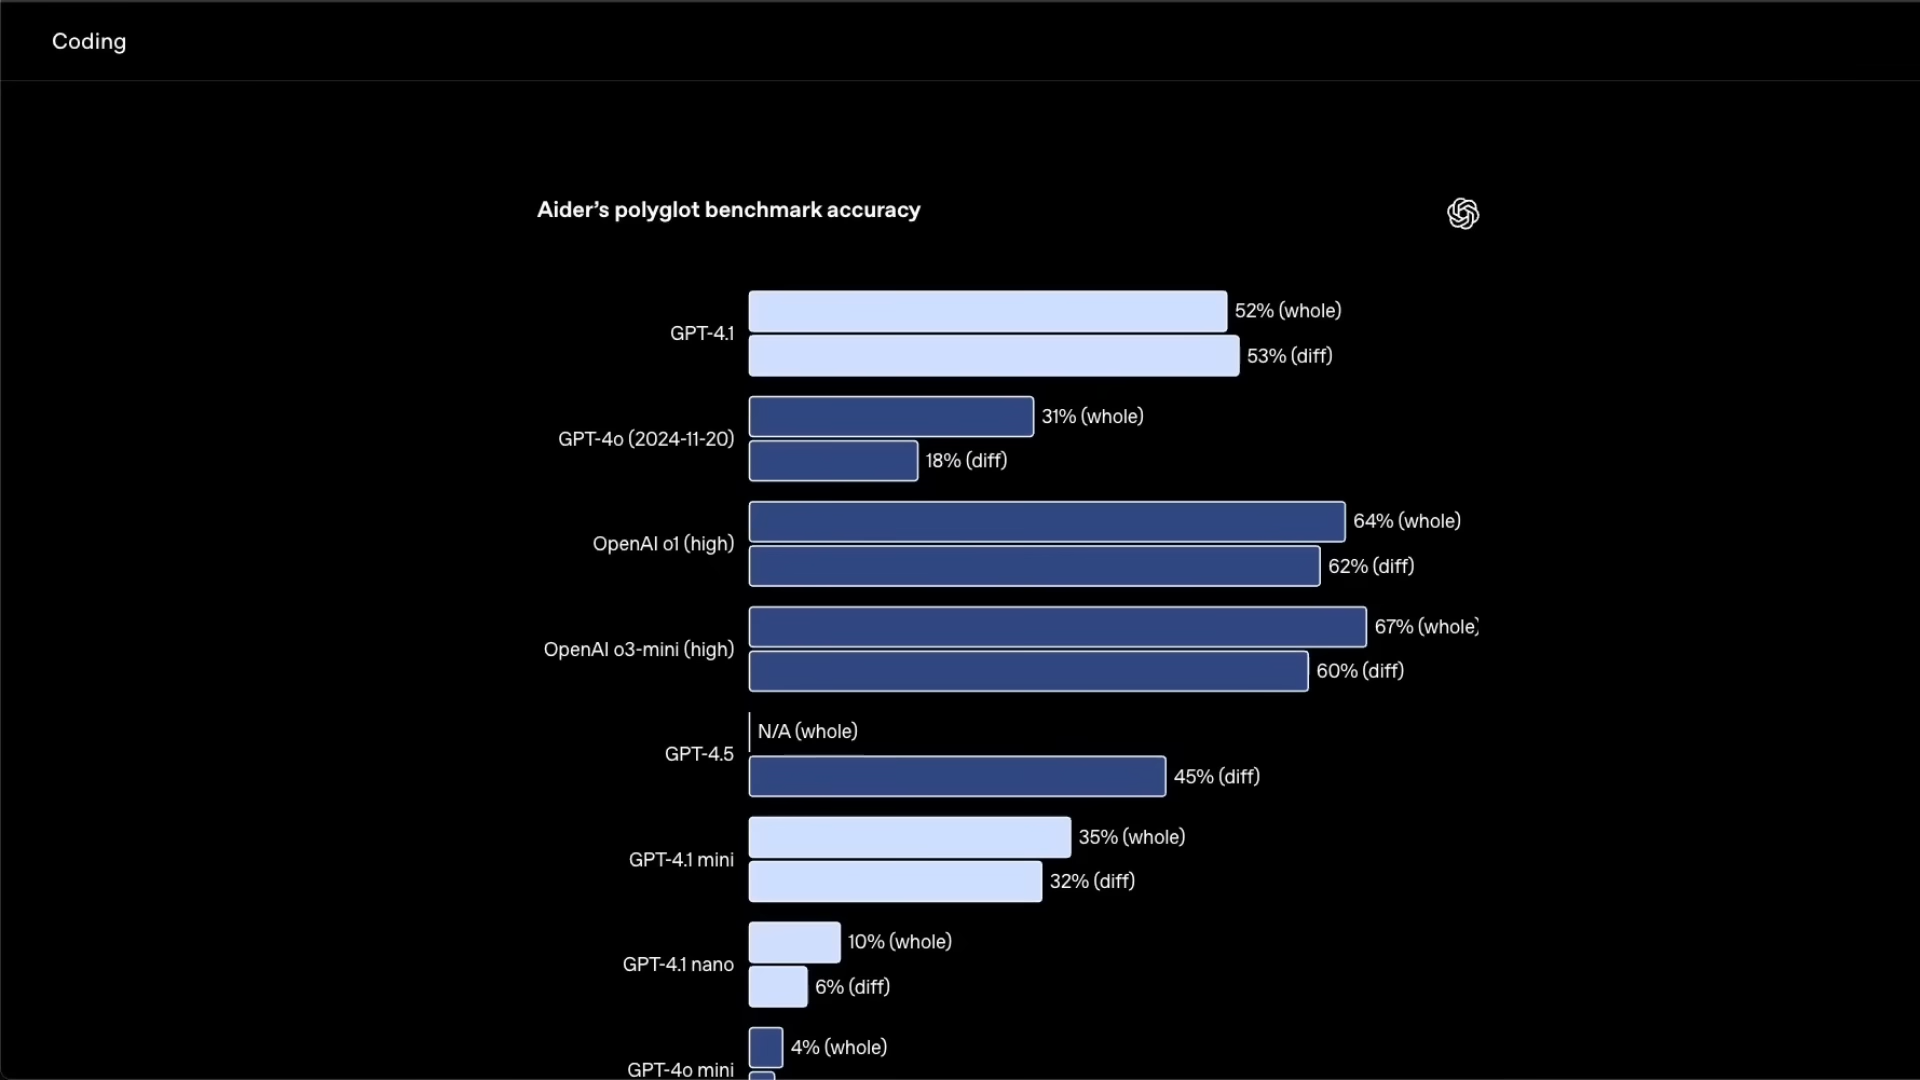 Coding
Aider’s polyglot benchmark accuracy
GPT-4.1
52% (whole)
53% (diff)
GPT-4o (2024-11-20)
31% (whole)
18% (diff)
OpenAI o1 (high)
64% (whole)
62% (diff)
OpenAI o3-mini (high)
67% (whole)
60% (diff)
GPT-4.5
N/A (whole)
45% (diff)
GPT-4.1 mini
35% (whole)
32% (diff)
GPT-4.1 nano
10% (whole)
6% (diff)
GPT-4o mini
4% (whole)